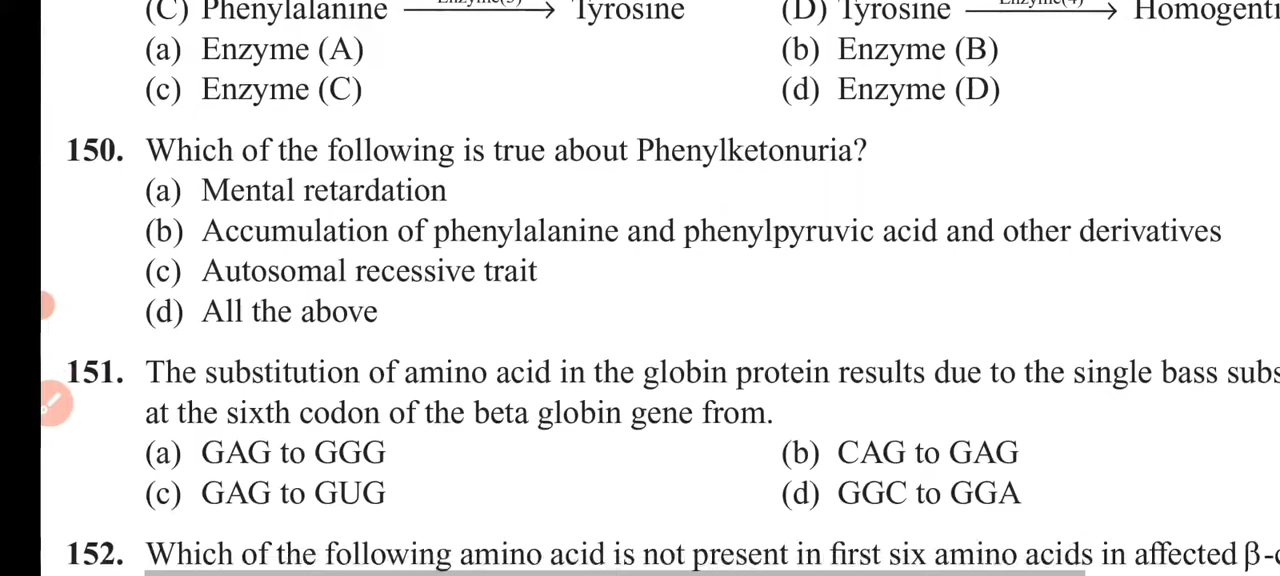 (C) Phenylalanine → Tyrosine (D) Tyrosine → Homogenti
(a) Enzyme (A) (b) Enzyme (B)
(c) Enzyme (C) (d) Enzyme (D)
150. Which of the following is true about Phenylketonuria?
(a) Mental retardation
(b) Accumulation of phenylalanine and phenylpyruvic acid and other derivatives
(c) Autosomal recessive trait
(d) All the above
151. The substitution of amino acid in the globin protein results due to the single bass subs
at the sixth codon of the beta globin gene from.
(a) GAG to GGG (b) CAG to GAG
(c) GAG to GUG (d) GGC to GGA
152. Which of the following amino acid is not present in first six amino acids in affected β-